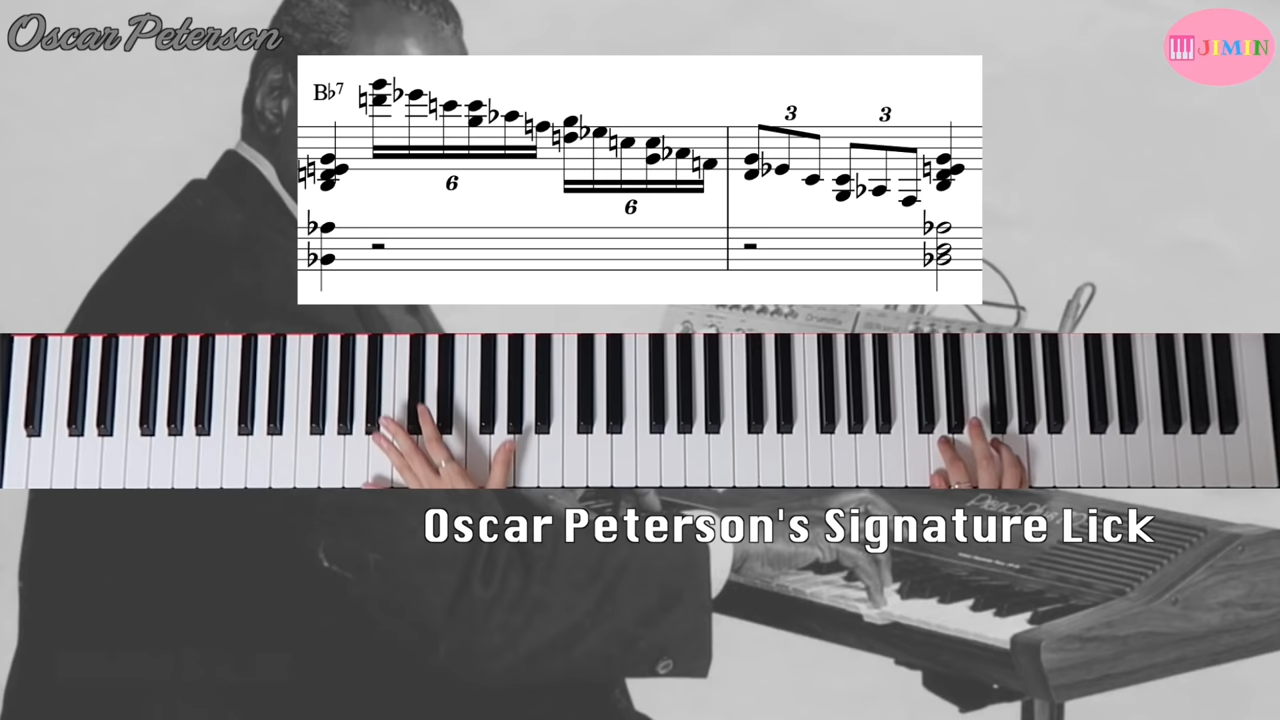 Oscar Peterson
JIMIN
B♭7
6
6
3
3
Oscar Peterson's Signature Lick